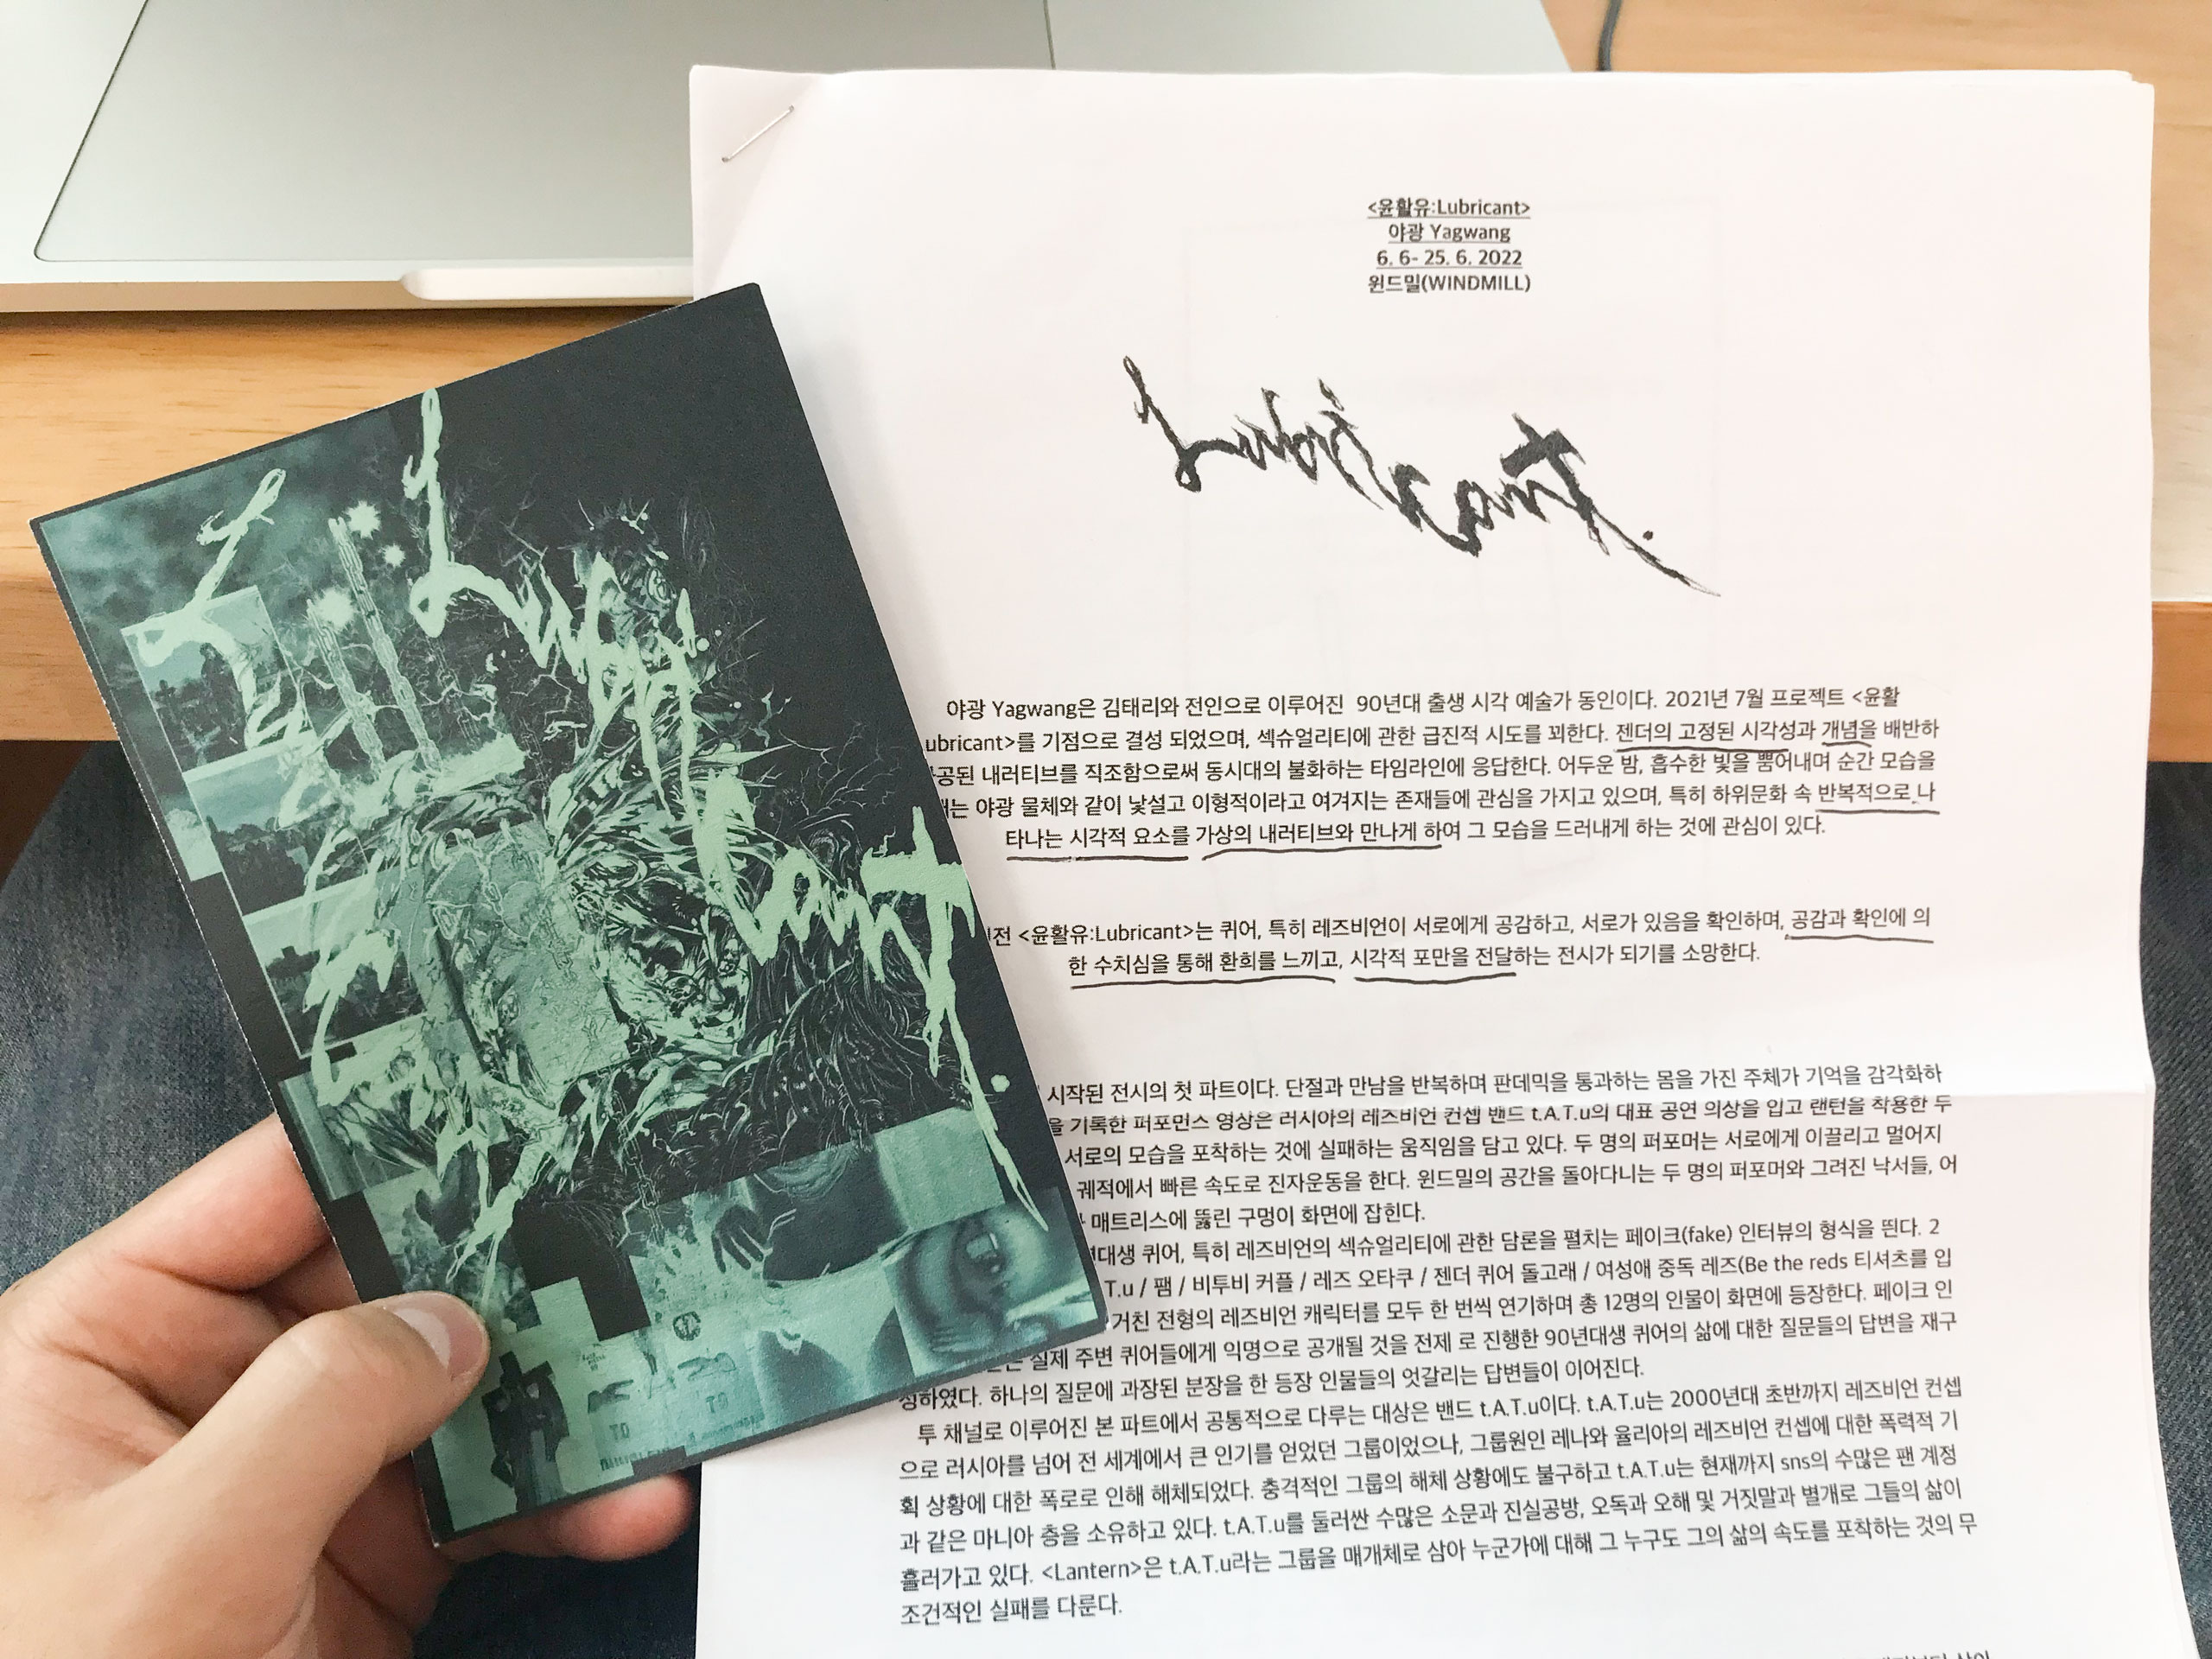 <윤활유:Lubricant>
야광 Yagwang
6. 6- 25. 6. 2022
윈드밀(WINDMILL)
Lubricant.
야광 Yagwang은 김태리와 전인으로 이루어진 90년대 출생 시각 예술가 동인이다. 2021년 7월 프로젝트 <윤활
ubricant>를 기점으로 결성 되었으며, 섹슈얼리티에 관한 급진적 시도를 꾀한다. 젠더의 고정된 시각성과 개념을 배반하
공된 내러티브를 직조함으로써 동시대의 불화하는 타임라인에 응답한다. 어두운 밤, 흡수한 빛을 뿜어내며 순간 모습을
는 야광 물체와 같이 낯설고 이형적이라고 여겨지는 존재들에 관심을 가지고 있으며, 특히 하위문화 속 반복적으로 나
타나는 시각적 요소를 가상의 내러티브와 만나게 하여 그 모습을 드러내게 하는 것에 관심이 있다.
전 <윤활유:Lubricant>는 퀴어, 특히 레즈비언이 서로에게 공감하고, 서로가 있음을 확인하며, 공감과 확인에 의
한 수치심을 통해 환희를 느끼고, 시각적 포만을 전달하는 전시가 되기를 소망한다.
시작된 전시의 첫 파트이다. 단절과 만남을 반복하며 판데믹을 통과하는 몸을 가진 주체가 기억을 감각화하
을 기록한 퍼포먼스 영상은 러시아의 레즈비언 컨셉 밴드 t.A.T.u의 대표 공연 의상을 입고 랜턴을 착용한 두
서로의 모습을 포착하는 것에 실패하는 움직임을 담고 있다. 두 명의 퍼포머는 서로에게 이끌리고 멀어지
궤적에서 빠른 속도로 진자운동을 한다. 윈드밀의 공간을 돌아다니는 두 명의 퍼포머와 그려진 낙서들, 어
매트리스에 뚫린 구멍이 화면에 잡힌다.
대생 퀴어, 특히 레즈비언의 섹슈얼리티에 관한 담론을 펼치는 페이크(fake) 인터뷰의 형식을 띈다. 2
T.u / 팸 / 비투비 커플 / 레즈 오타쿠 / 젠더 퀴어 돌고래 / 여성애 중독 레즈(Be the reds 티셔츠를 입
거친 전형의 레즈비언 캐릭터를 모두 한 번씩 연기하며 총 12명의 인물이 화면에 등장한다. 페이크 인
실제 주변 퀴어들에게 익명으로 공개될 것을 전제 로 진행한 90년대생 퀴어의 삶에 대한 질문들의 답변을 재구
성하였다. 하나의 질문에 과장된 분장을 한 등장 인물들의 엇갈리는 답변들이 이어진다.
투 채널로 이루어진 본 파트에서 공통적으로 다루는 대상은 밴드 t.A.T.u이다. t.A.T.u는 2000년대 초반까지 레즈비언 컨셉
으로 러시아를 넘어 전 세계에서 큰 인기를 얻었던 그룹이었으나, 그룹원인 레나와 율리아의 레즈비언 컨셉에 대한 폭력적 기
획 상황에 대한 폭로로 인해 해체되었다. 충격적인 그룹의 해체 상황에도 불구하고 t.A.T.u는 현재까지 sns의 수많은 팬 계정
과 같은 마니아 층을 소유하고 있다. t.A.T.u를 둘러싼 수많은 소문과 진실공방, 오독과 오해 및 거짓말과 별개로 그들의 삶이
흘러가고 있다. <Lantern>은 t.A.T.u라는 그룹을 매개체로 삼아 누군가에 대해 그 누구도 그의 삶의 속도를 포착하는 것의 무
조건적인 실패를 다룬다.
Lubricant
TO
TO